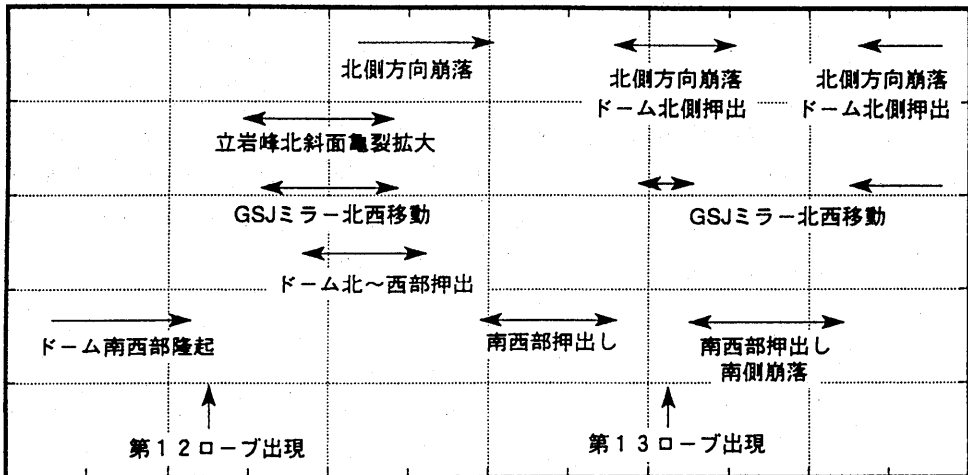 北側方向崩落
北側方向崩落
ドーム北側押出
北側方向崩落
ドーム北側押出
立岩峰北斜面亀裂拡大
GSJミラー北西移動
GSJミラー北西移動
ドーム北～西部押出
ドーム南西部隆起
南西部押出し
南西部押出し
南側崩落
第12ローブ出現
第13ローブ出現